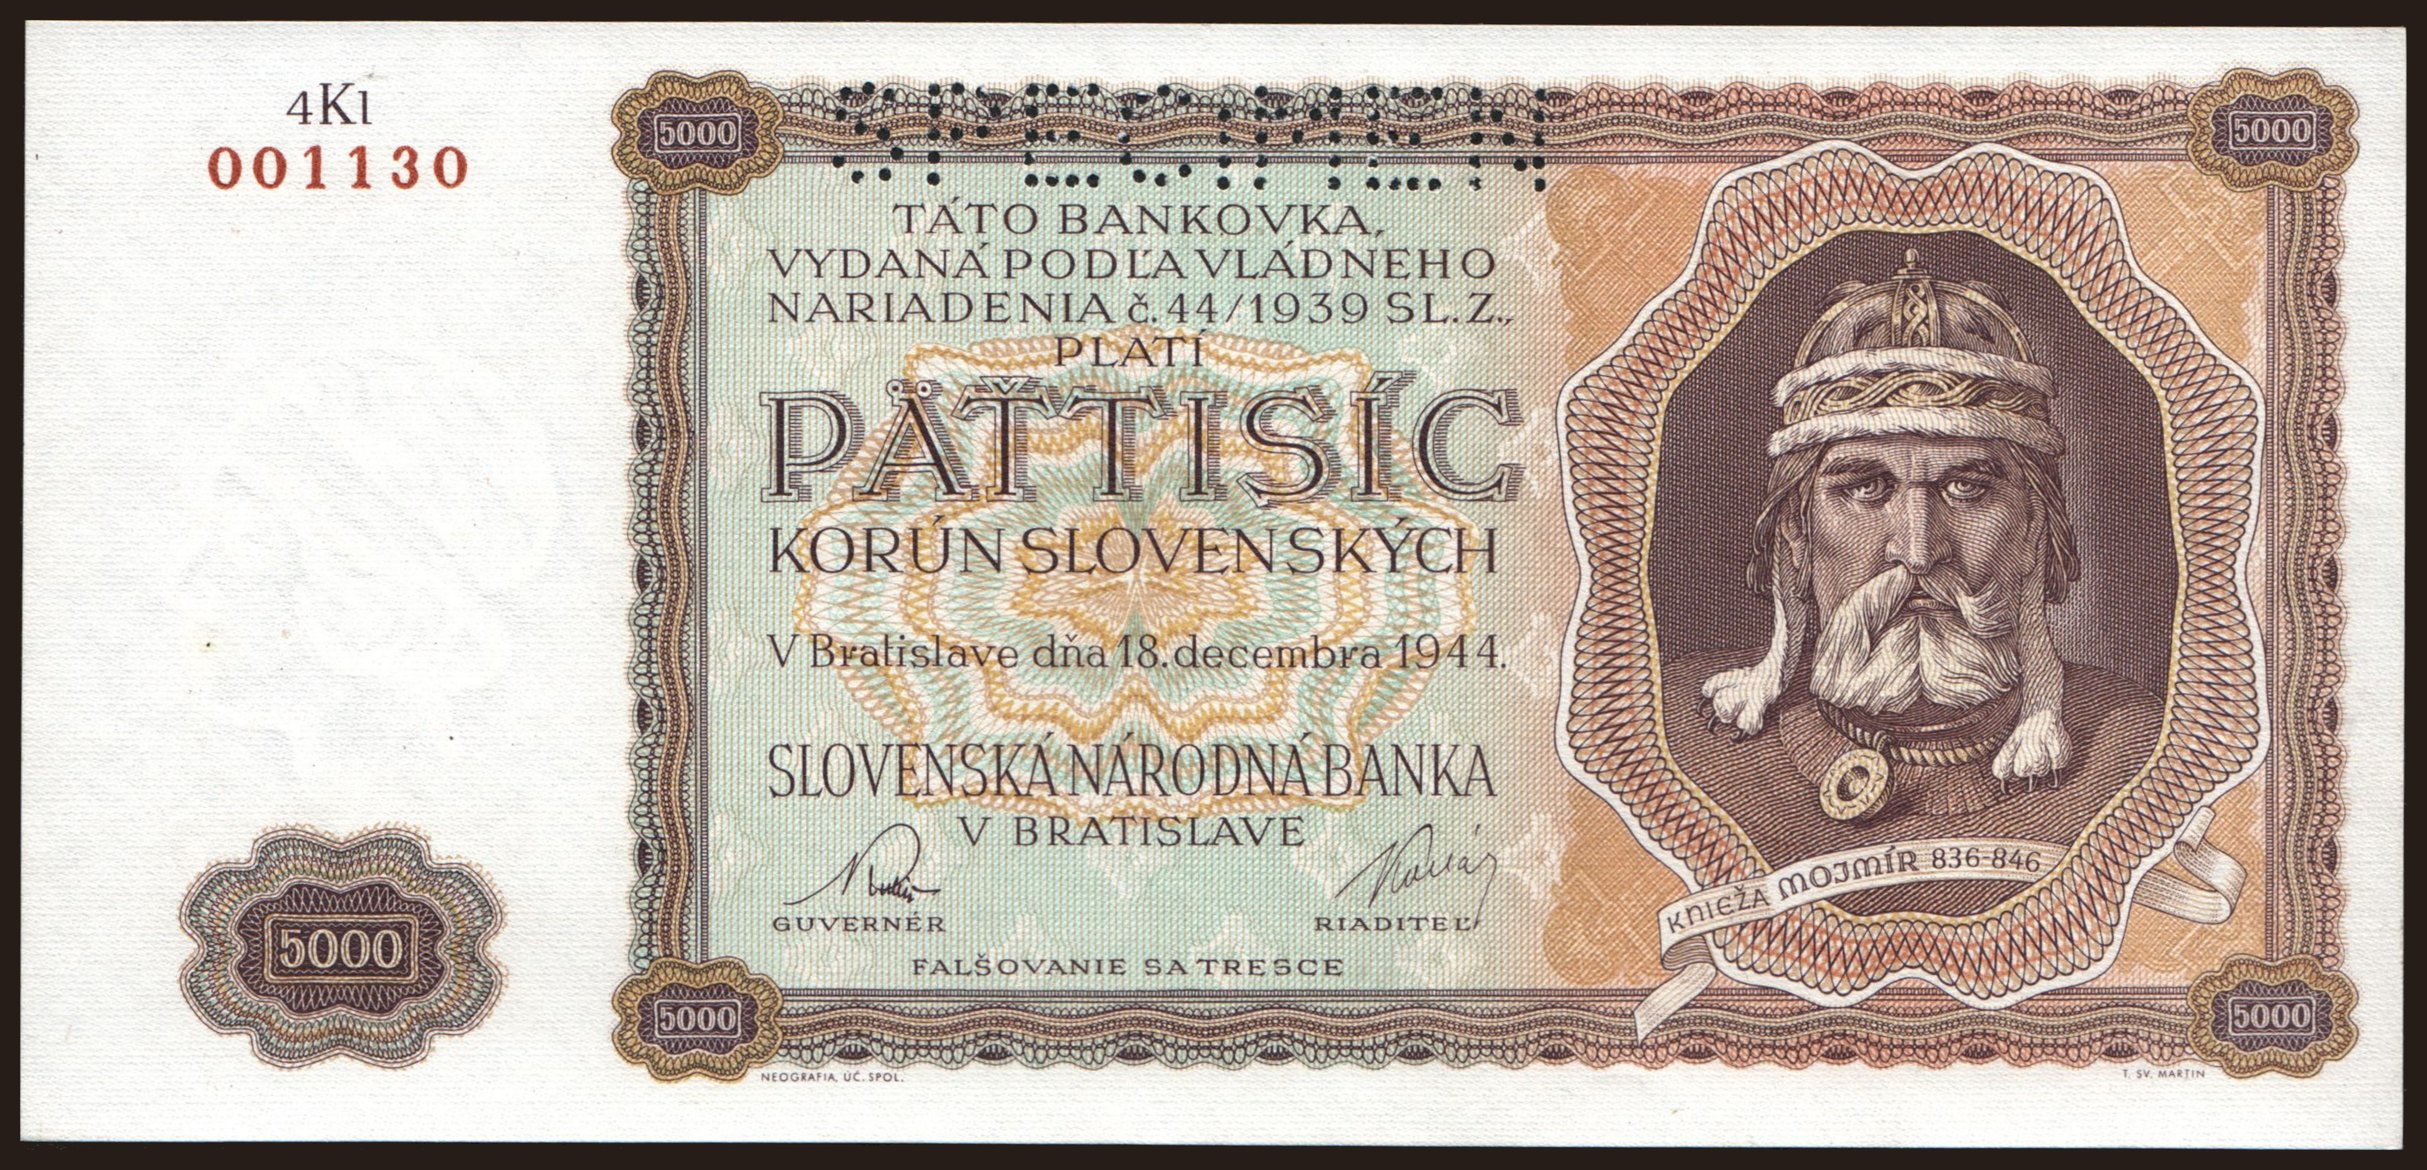 4Kl
001130
5000
5000
SPECIMEN
TÁTO BANKOVKA,
VYDANÁ PODĽA VLÁDNEHO
NARIADENIA č. 44/1939 SL. Z.,
PLATÍ
PÄŤTISÍC
KORÚN SLOVENSKÝCH
V Bratislave dňa 18. decembra 1944.
SLOVENSKÁ NÁRODNÁ BANKA
V BRATISLAVE
GUVERNÉR
RIADITEĽ
FALŠOVANIE SA TRESCE
KNIEŽA MOJMÍR 836-846
5000
5000
5000
NEOGRAFIA, ÚČ. SPOL.
T. SV. MARTIN